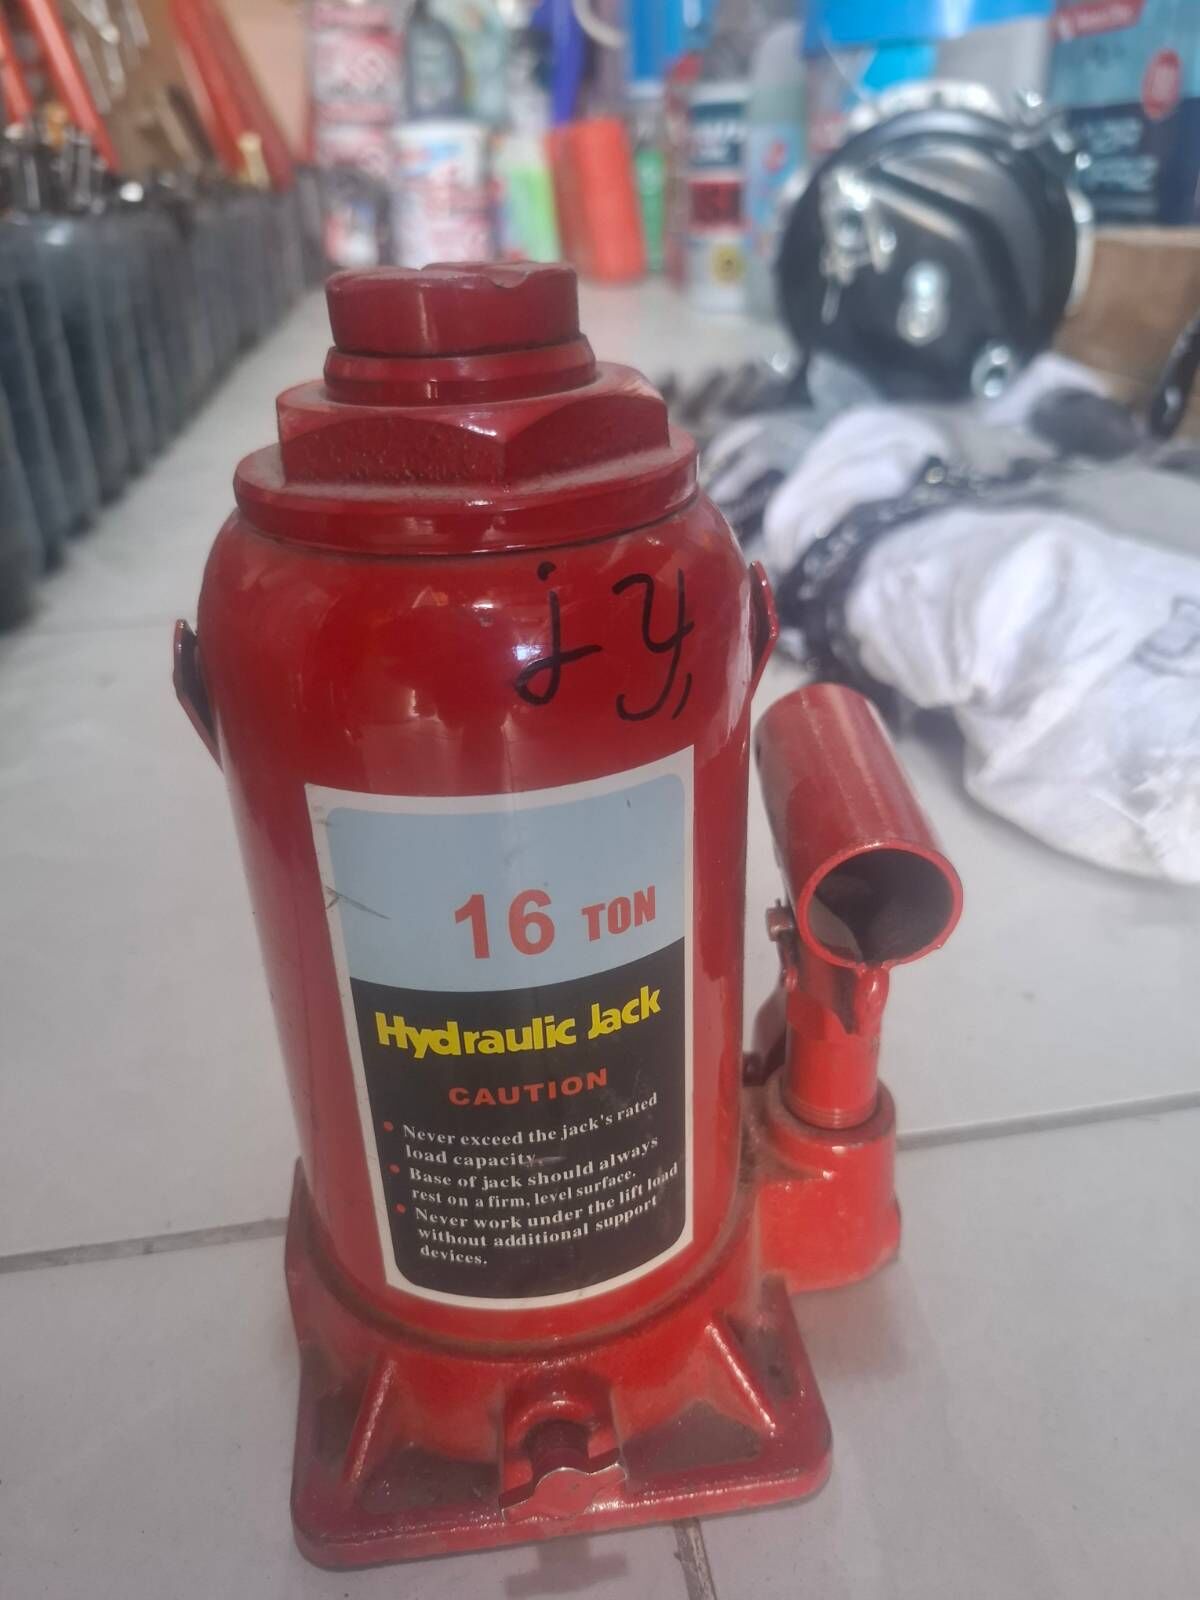 16 TON
Hydraulic Jack
CAUTION
• Never exceed the jack's rated
load capacity.
• Base of jack should always
rest on a firm, level surface.
• Never work under the lift load
without additional support
devices.